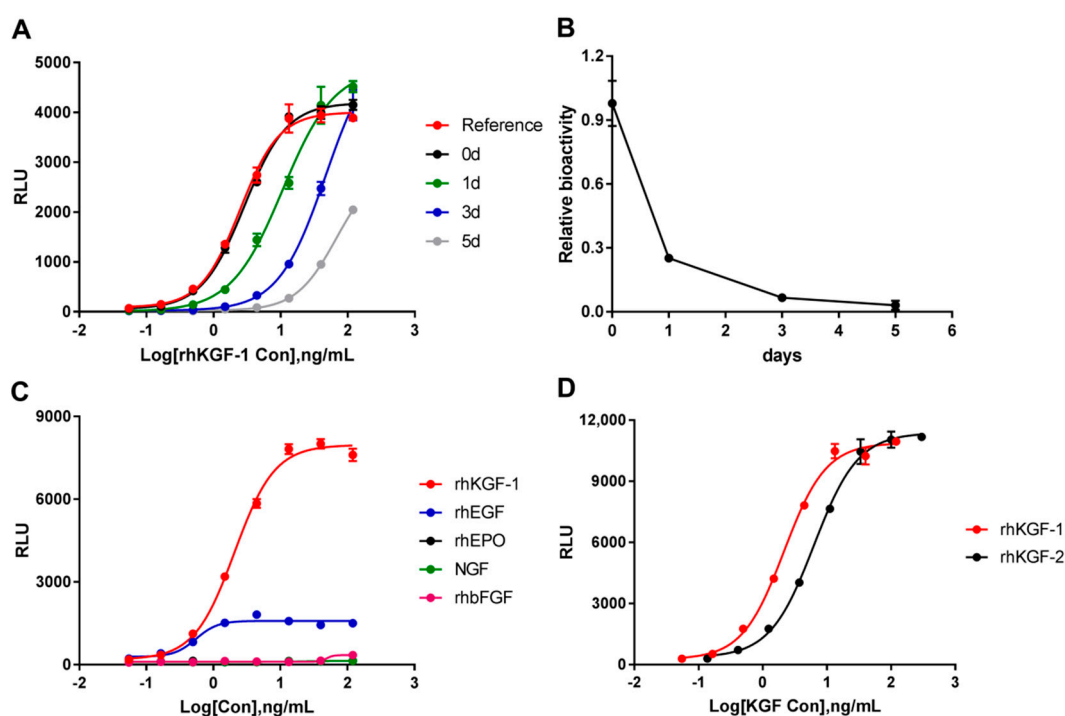 A
5000
4000
3000
2000
1000
0
RLU
-2 -1 0 1 2 3
Log[rhKGF-1 Con],ng/mL
Reference
0d
1d
3d
5d
B
1.2
0.9
0.6
0.3
0.0
Relative bioactivity
0 1 2 3 4 5 6
days
C
9000
6000
3000
0
RLU
-2 -1 0 1 2 3
Log[Con],ng/mL
rhKGF-1
rhEGF
rhEPO
NGF
rhbFGF
D
12,000
9000
6000
3000
0
RLU
-2 -1 0 1 2 3
Log[KGF Con],ng/mL
rhKGF-1
rhKGF-2